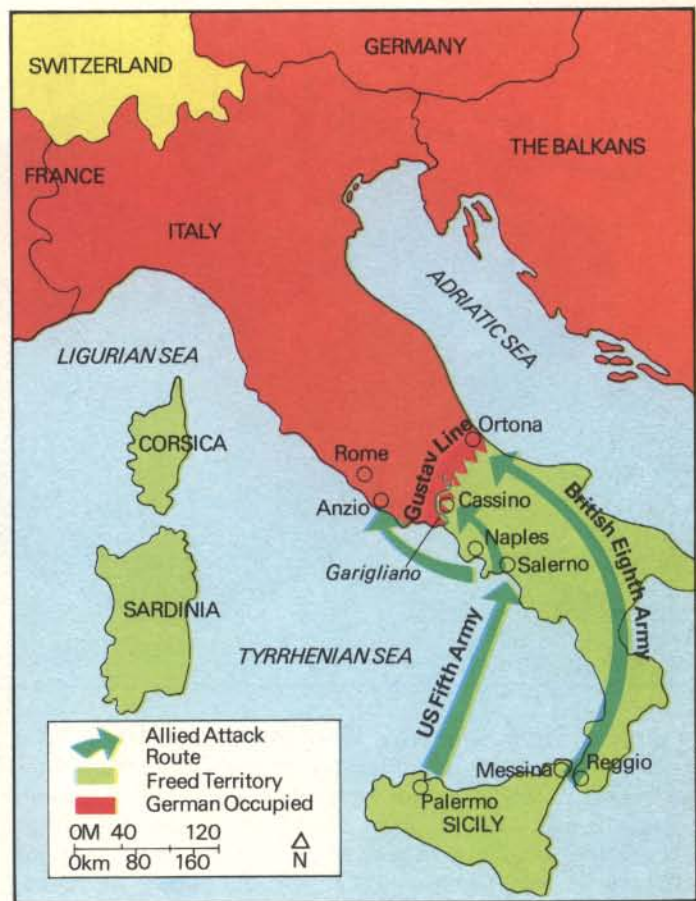 GERMANY
SWITZERLAND
THE BALKANS
FRANCE
ITALY
ADRIATIC SEA
LIGURIAN SEA
CORSICA
Ortona
Gustav Line
Rome
Anzio
Cassino
Naples
Salerno
Garigliano
British Eighth Army
SARDINIA
TYRRHENIAN SEA
US Fifth Army
Messina
Reggio
Palermo
SICILY
Allied Attack
Route
Freed Territory
German Occupied
0M 40 120
0km 80 160
N